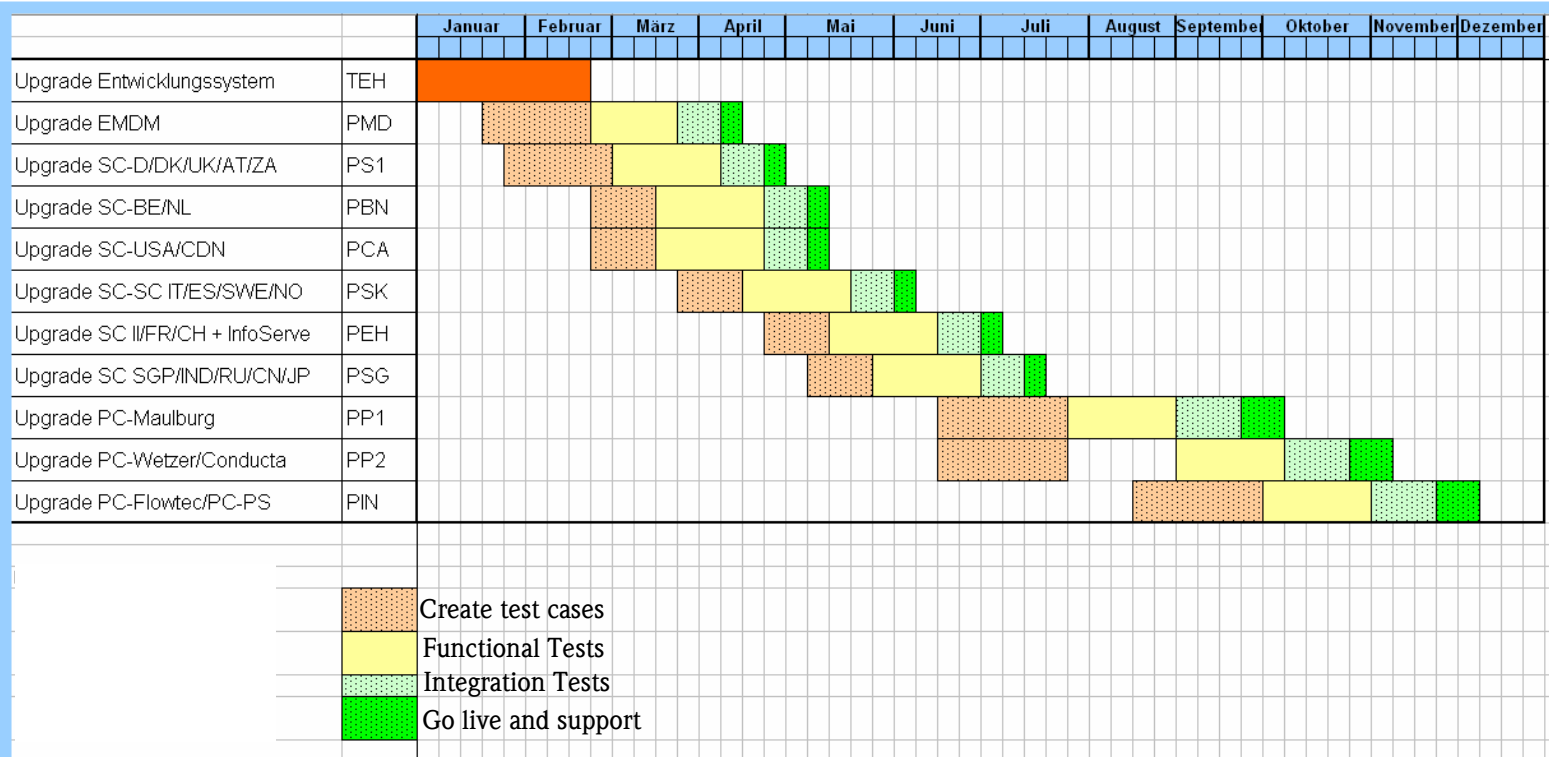 Januar Februar März April Mai Juni Juli August September Oktober November Dezember
Upgrade Entwicklungssystem TEH
Upgrade EMDM PMD
Upgrade SC-D/DK/UK/AT/ZA PS1
Upgrade SC-BE/NL PBN
Upgrade SC-USA/CDN PCA
Upgrade SC-SC IT/ES/SWE/NO PSK
Upgrade SC II/FR/CH + InfoServe PEH
Upgrade SC SGP/IND/RU/CN/JP PSG
Upgrade PC-Maulburg PP1
Upgrade PC-Wetzer/Conducta PP2
Upgrade PC-Flowtec/PC-PS PIN
Create test cases
Functional Tests
Integration Tests
Go live and support